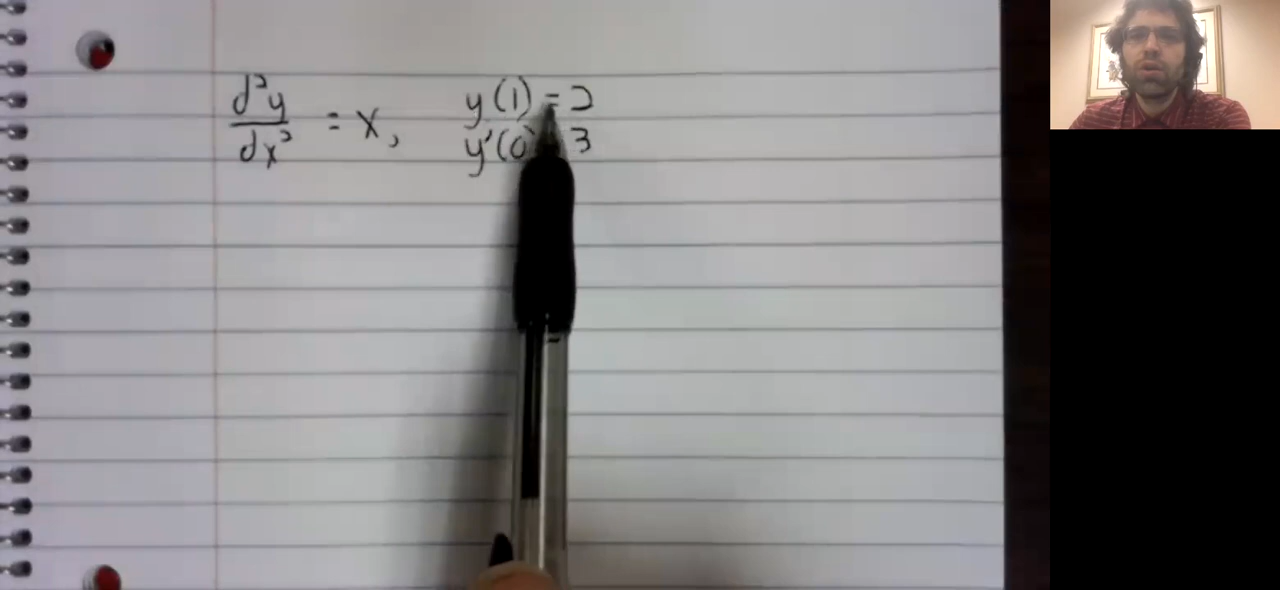 d²y/dx² = x, y(1) = 2
y'(0) = 3